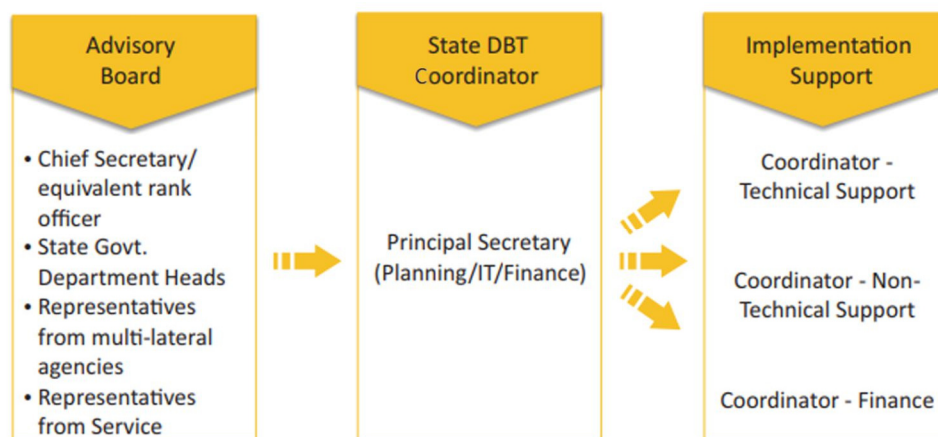 Advisory
Board
• Chief Secretary/
equivalent rank
officer
• State Govt.
Department Heads
• Representatives
from multi-lateral
agencies
• Representatives
from Service
State DBT
Coordinator
Principal Secretary
(Planning/IT/Finance)
Implementation
Support
Coordinator -
Technical Support
Coordinator - Non-
Technical Support
Coordinator - Finance